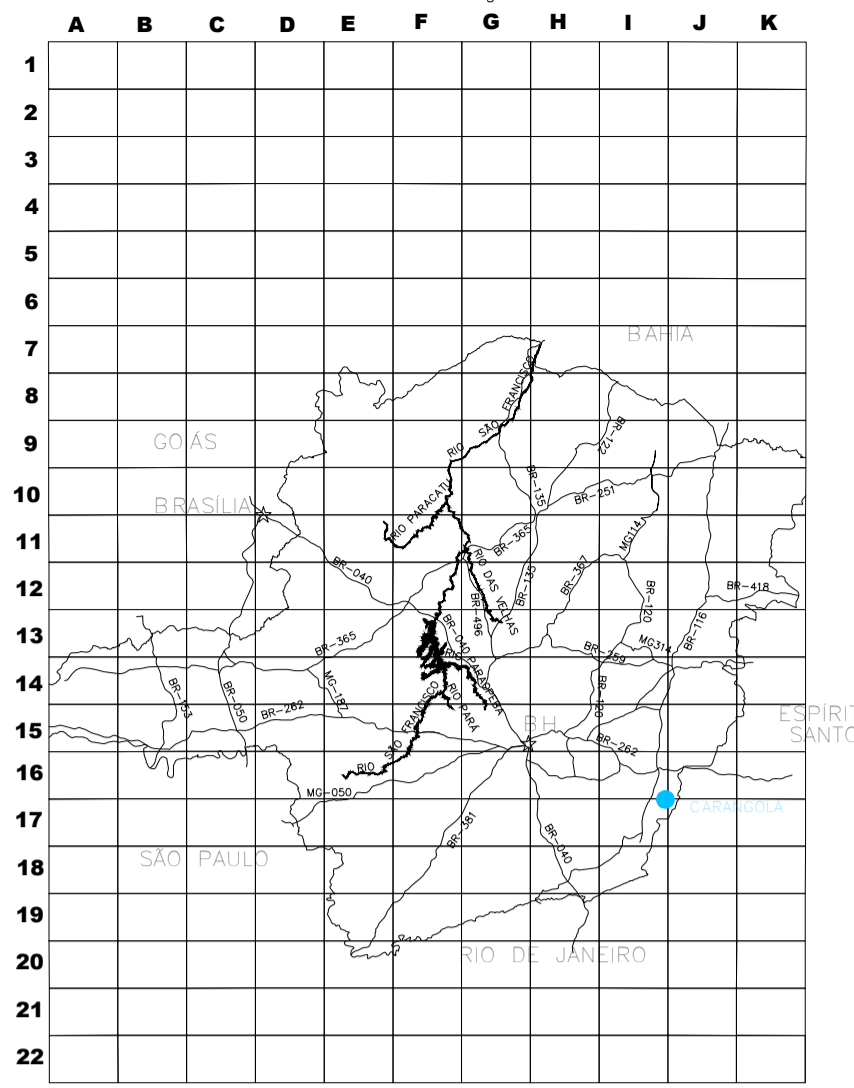 A B C D E F G H I J K
1
2
3
4
5
6
7
8
9
10
11
12
13
14
15
16
17
18
19
20
21
22
BAHIA
RIO SÃO FRANCISCO
GOIÁS
BR-122
BR-135
BR-251
BRASÍLIA
RIO PARACATU
MG114
BR-365
RIO DAS VELHAS
BR-040
BR-135
BR-367
BR-120
BR-418
BR-496
BR-365
BR-040
BR-116
MG314
BR-259
RIO PARAOPEBA
BR-153
BR-050
MG-187
RIO PARÁ
BR-262
BR-120
RIO SÃO FRANCISCO
ESPÍRIT
SANTO
BH
BR-262
MG-050
CARANGOLA
BR-381
BR-040
SÃO PAULO
RIO DE JANEIRO